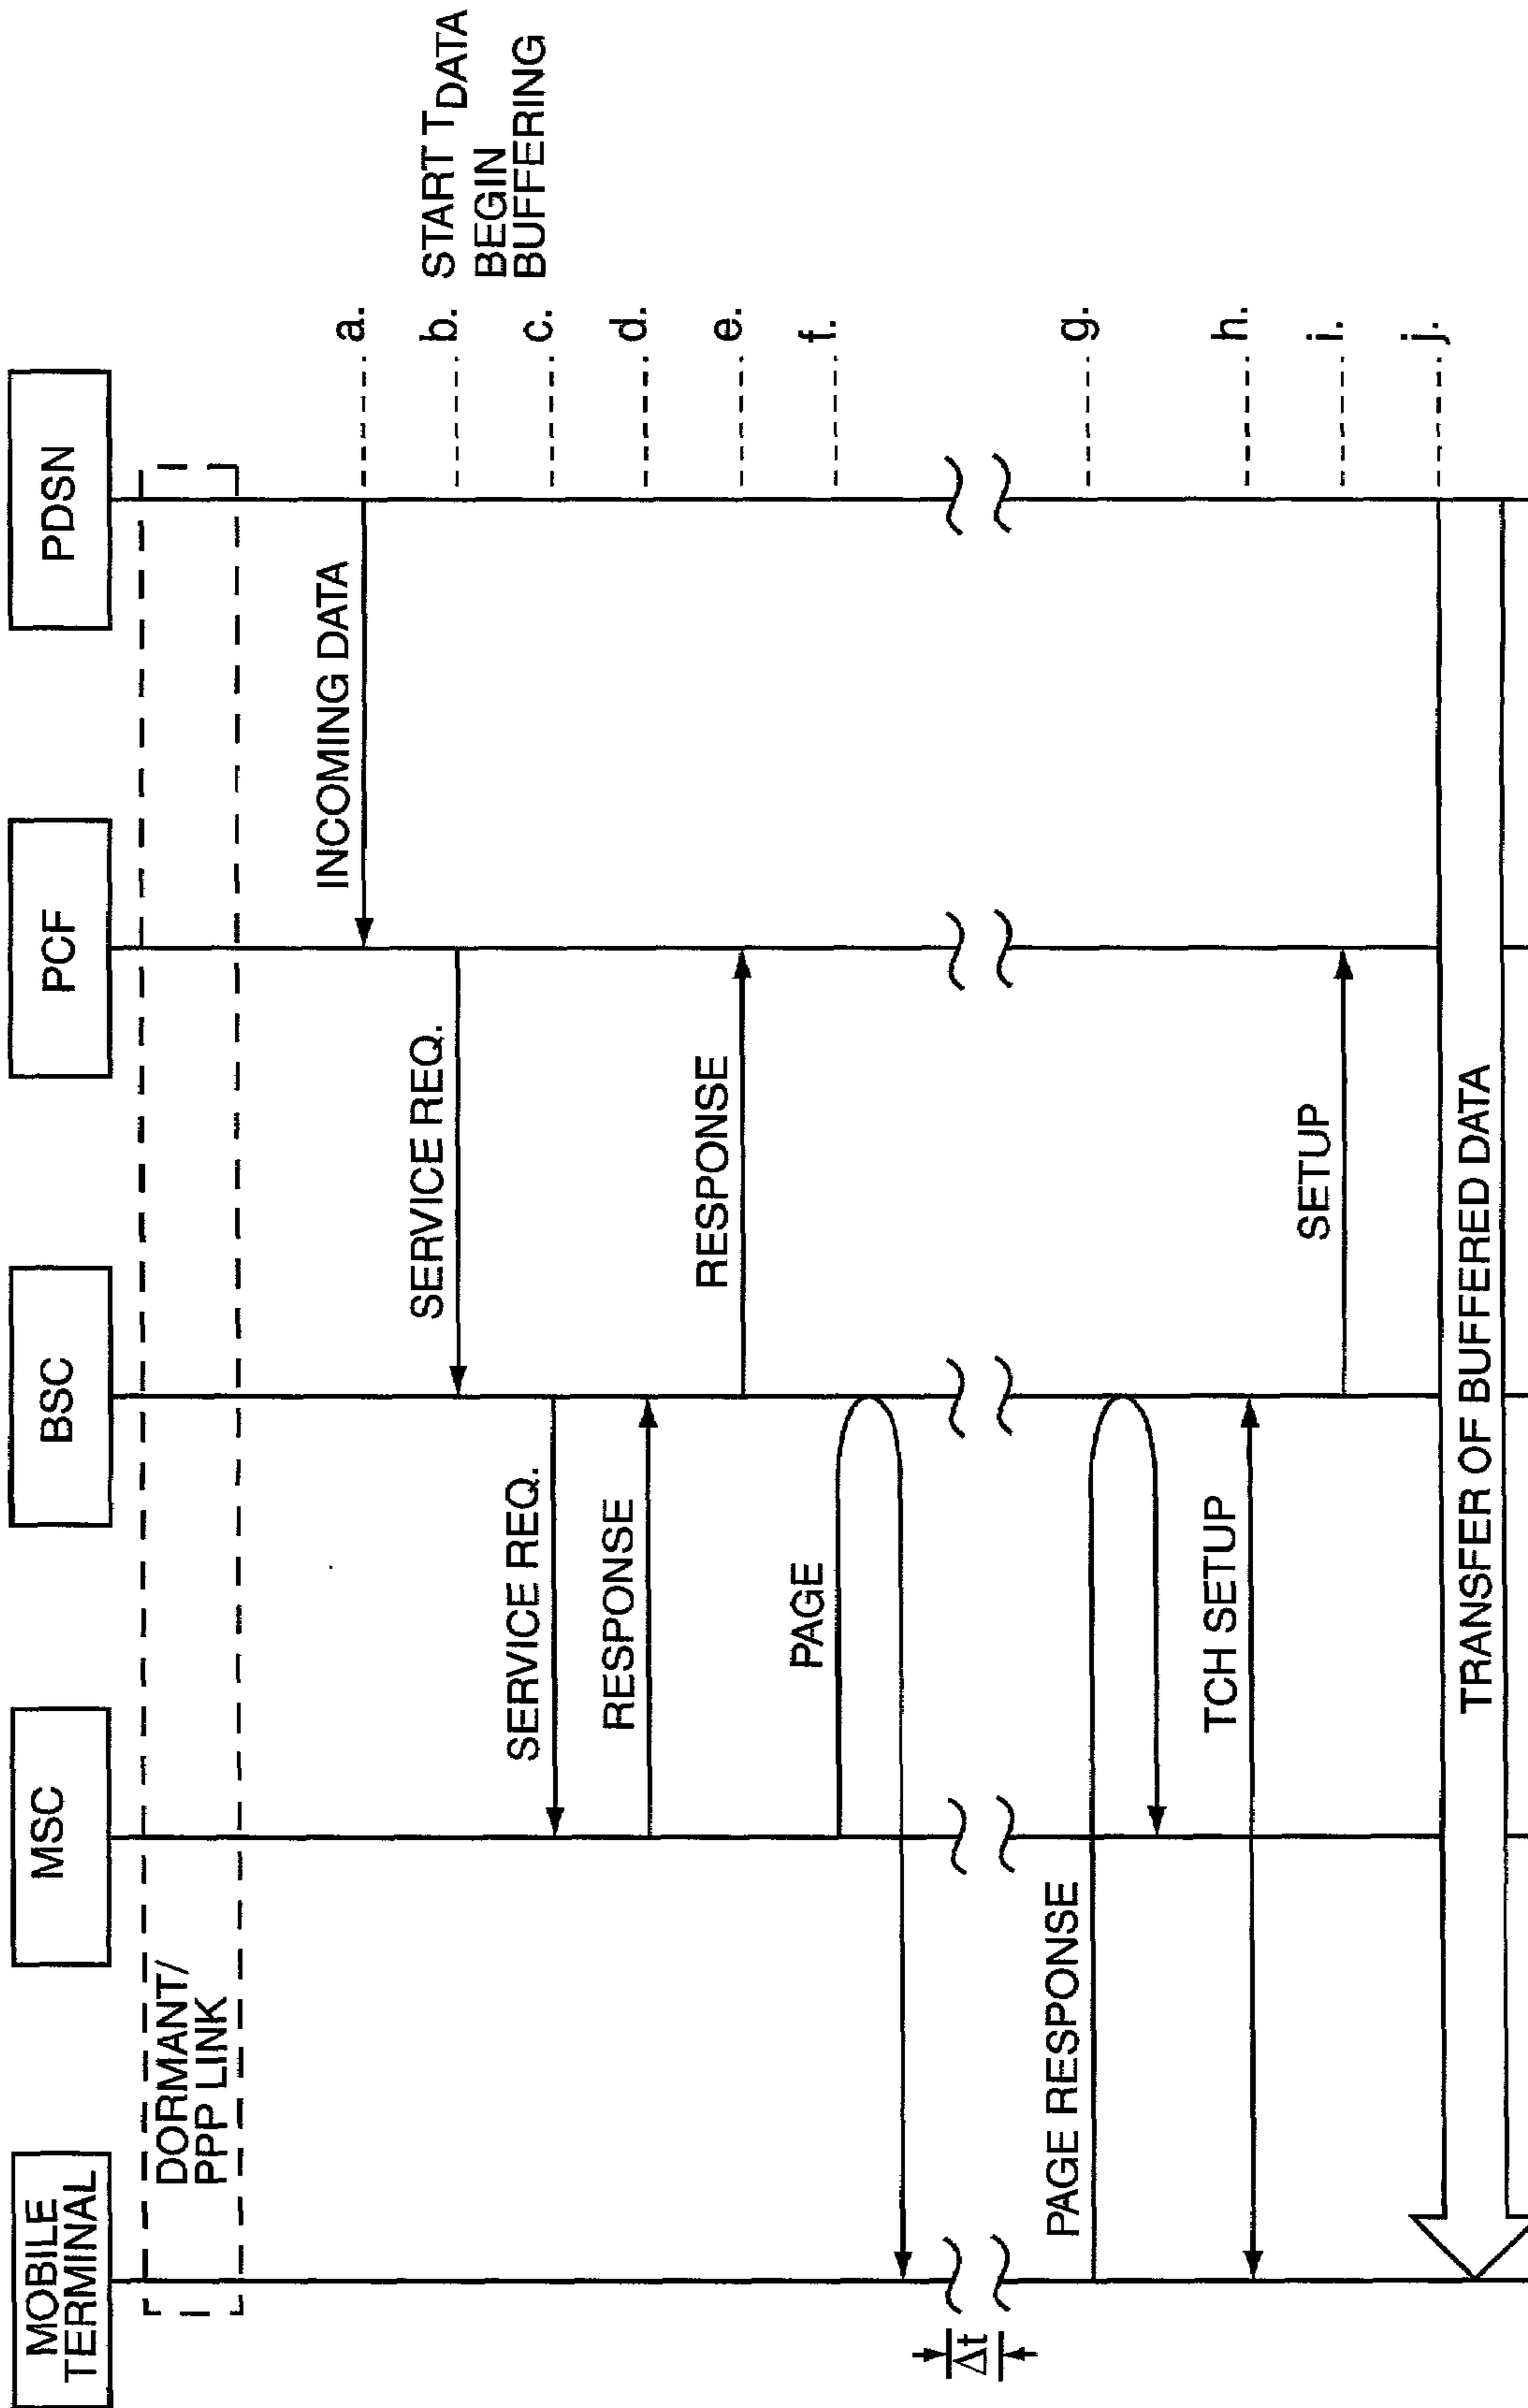 MOBILE
TERMINAL
MSC
BSC
PCF
PDSN
DORMANT/
PPP LINK
INCOMING DATA
a.
SERVICE REQ.
b.
START TDATA
BEGIN
BUFFERING
SERVICE REQ.
c.
RESPONSE
d.
RESPONSE
e.
PAGE
f.
Δt
PAGE RESPONSE
g.
TCH SETUP
h.
SETUP
i.
j.
TRANSFER OF BUFFERED DATA